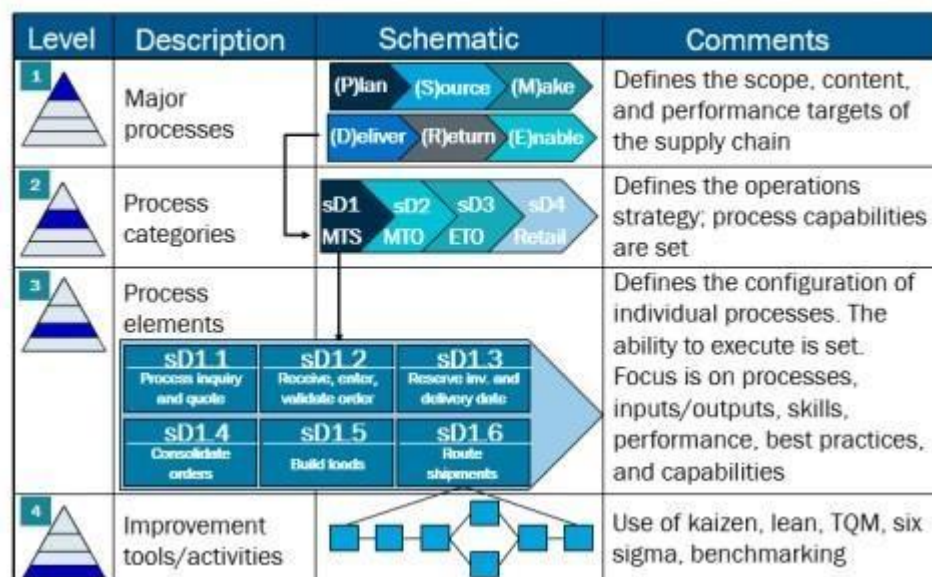 Level Description Schematic Comments
1
Major
processes
(P)lan (S)ource (M)ake
(D)eliver (R)eturn (E)nable
Defines the scope, content,
and performance targets of
the supply chain
2
Process
categories
sD1 sD2 sD3 sD4
MTS MTO ETO Retail
Defines the operations
strategy; process capabilities
are set
3
Process
elements
sD1.1
Process inquiry
and quote
sD1.2
Receive, enter,
validate order
sD1.3
Reserve inv. and
delivery date
sD1.4
Consolidate
orders
sD1.5
Build loads
sD1.6
Route
shipments
Defines the configuration of
individual processes. The
ability to execute is set.
Focus is on processes,
inputs/outputs, skills,
performance, best practices,
and capabilities
4
Improvement
tools/activities
Use of kaizen, lean, TQM, six
sigma, benchmarking